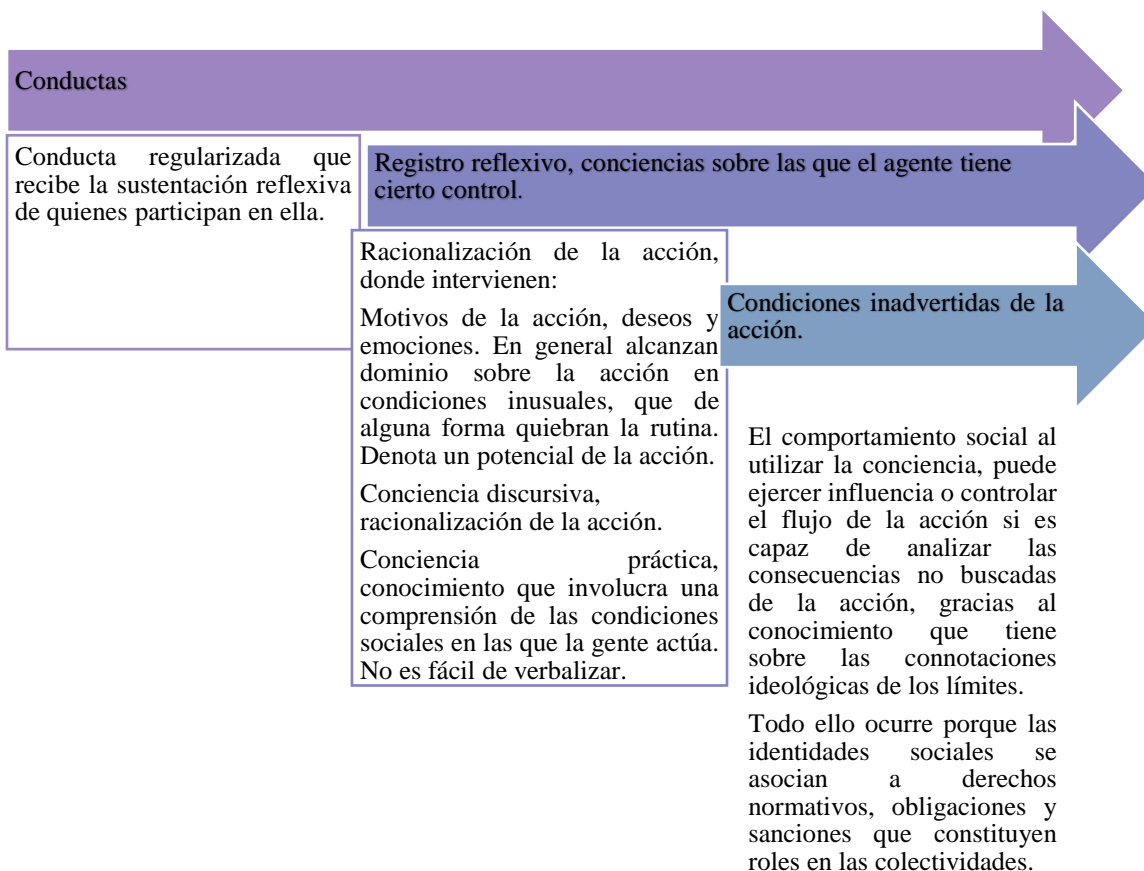 Conductas
Conducta regularizada que
recibe la sustentación reflexiva
de quienes participan en ella.
Registro reflexivo, conciencias sobre las que el agente tiene
cierto control.
Racionalización de la acción,
donde intervienen:
Motivos de la acción, deseos y
emociones. En general alcanzan
dominio sobre la acción en
condiciones inusuales, que de
alguna forma quiebran la rutina.
Denota un potencial de la acción.
Conciencia discursiva,
racionalización de la acción.
Conciencia práctica,
conocimiento que involucra una
comprensión de las condiciones
sociales en las que la gente actúa.
No es fácil de verbalizar.
Condiciones inadvertidas de la
acción.
El comportamiento social al
utilizar la conciencia, puede
ejercer influencia o controlar
el flujo de la acción si es
capaz de analizar las
consecuencias no buscadas
de la acción, gracias al
conocimiento que tiene
sobre las connotaciones
ideológicas de los límites.
Todo ello ocurre porque las
identidades sociales se
asocian a derechos
normativos, obligaciones y
sanciones que constituyen
roles en las colectividades.